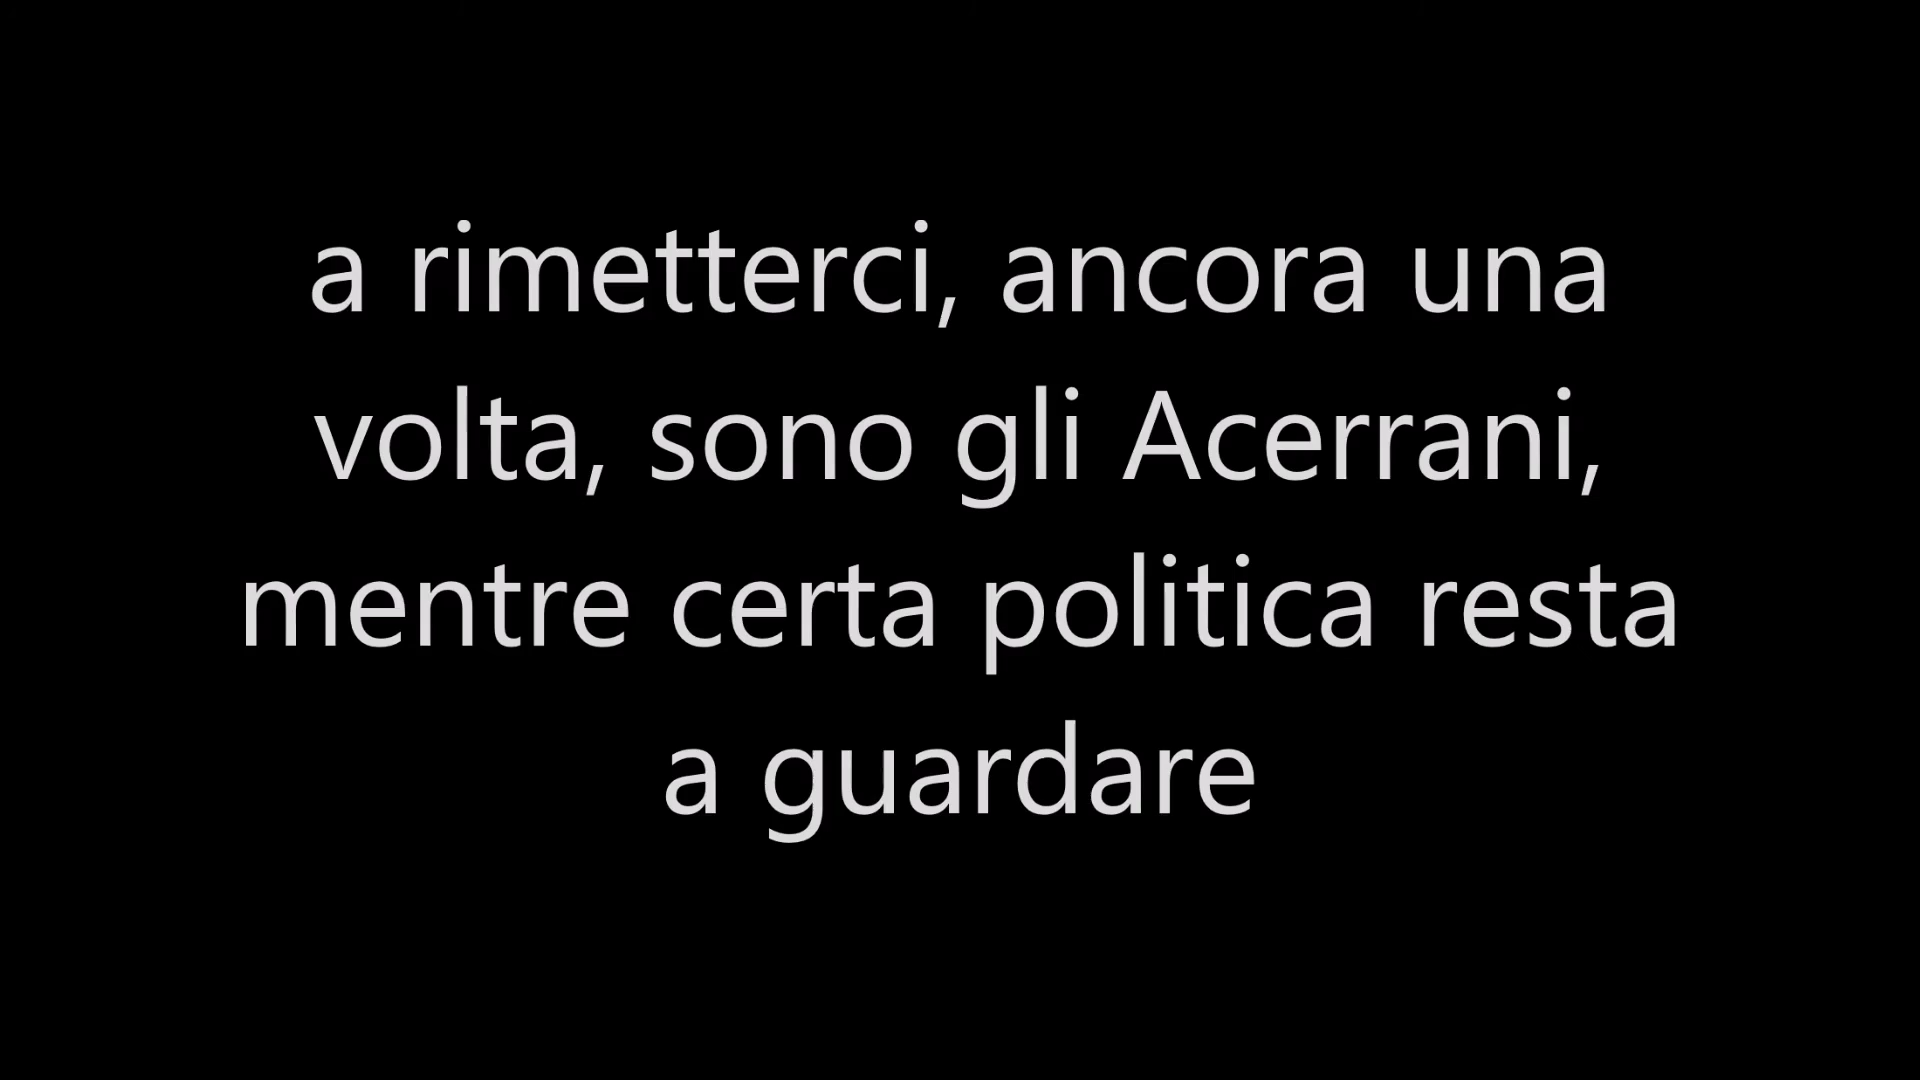 a rimetterci, ancora una
volta, sono gli Acerrani,
mentre certa politica resta
a guardare